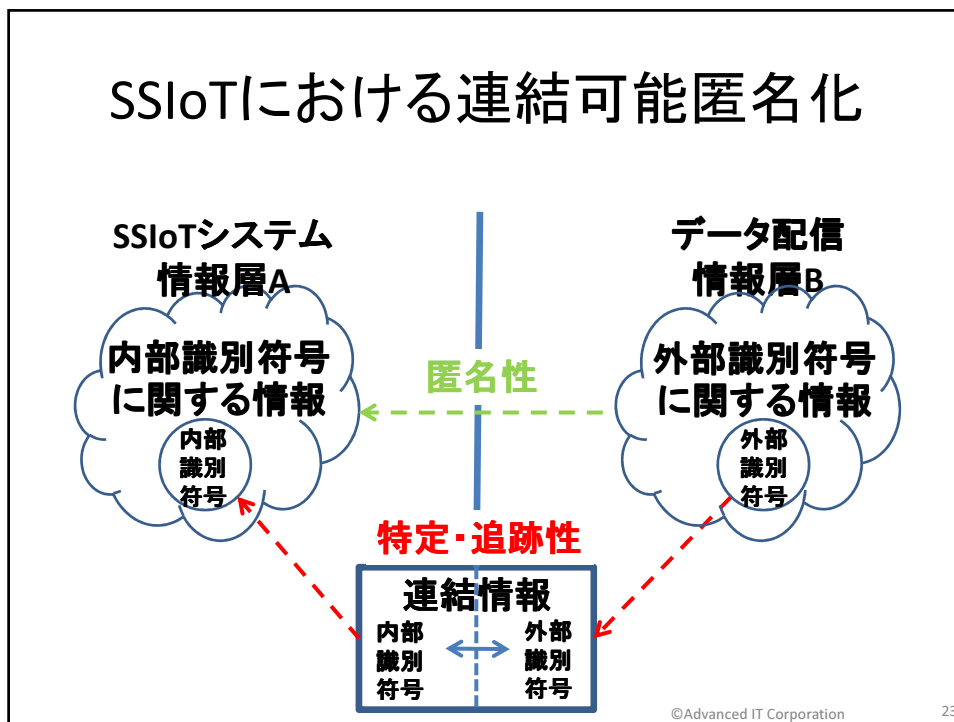 SSIoTにおける連結可能匿名化
SSIoTシステム
情報層A
内部識別符号
に関する情報
内部
識別
符号
データ配信
情報層B
外部識別符号
に関する情報
外部
識別
符号
匿名性
特定・追跡性
連結情報
内部
識別
符号
外部
識別
符号
©Advanced IT Corporation
23